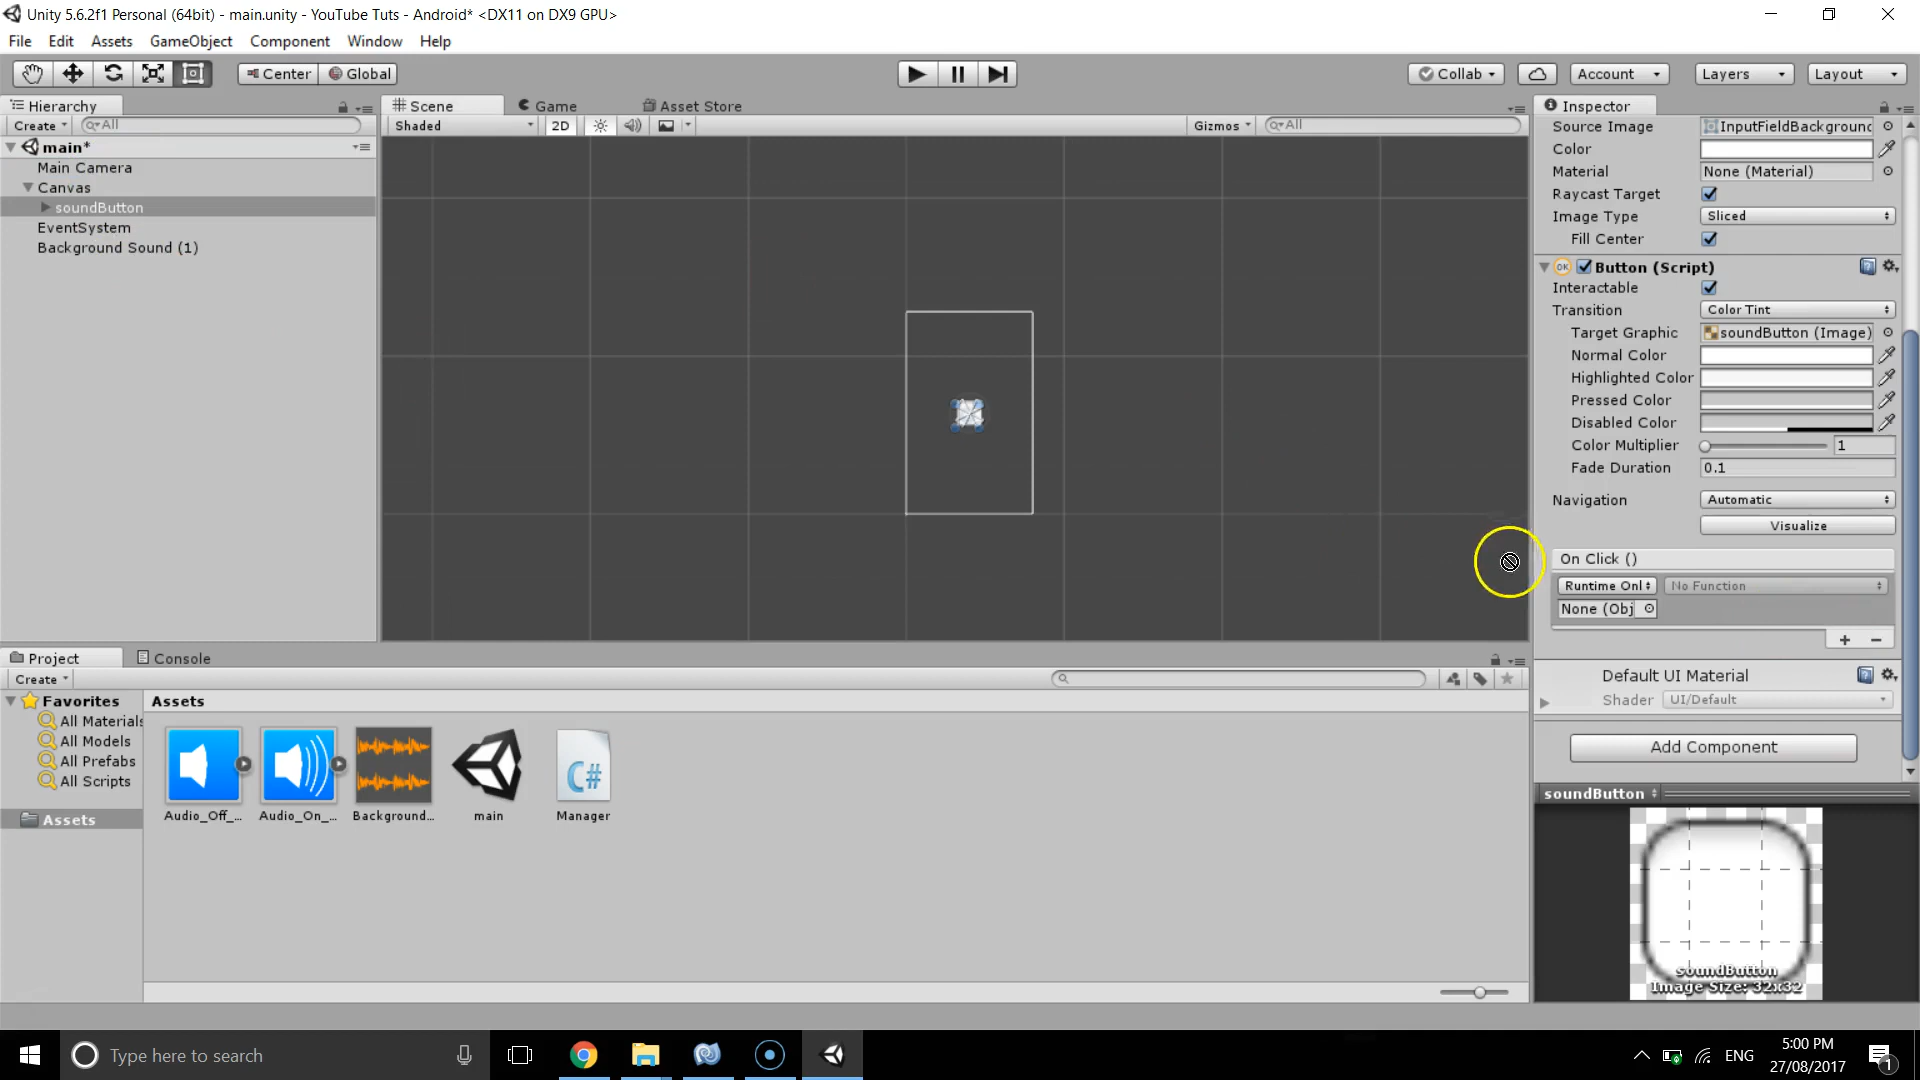 Unity 5.6.2f1 Personal (64bit) - main.unity - YouTube Tuts - Android* <DX11 on DX9 GPU>
File Edit Assets GameObject Component Window Help
Center Global Collab Account Layers Layout
Hierarchy
Create All
main*
Main Camera
Canvas
soundButton
EventSystem
Background Sound (1)
Scene Game Asset Store
Shaded 2D Gizmos All
Inspector
Source Image InputFieldBackground
Color
Material None (Material)
Raycast Target
Image Type Sliced
Fill Center
Button (Script)
Interactable
Transition Color Tint
Target Graphic soundButton (Image)
Normal Color
Highlighted Color
Pressed Color
Disabled Color
Color Multiplier 1
Fade Duration 0.1
Navigation Automatic
Visualize
On Click ()
Runtime Onl No Function
None (Obj
+ −
Default UI Material
Shader UI/Default
Add Component
soundButton
soundButton
Image Size: 32x32
Project Console
Create
Favorites
All Materials
All Models
All Prefabs
All Scripts
Assets
Assets
C#
Audio_Off_... Audio_On_... Background... main Manager
Type here to search
ENG
5:00 PM
27/08/2017
1